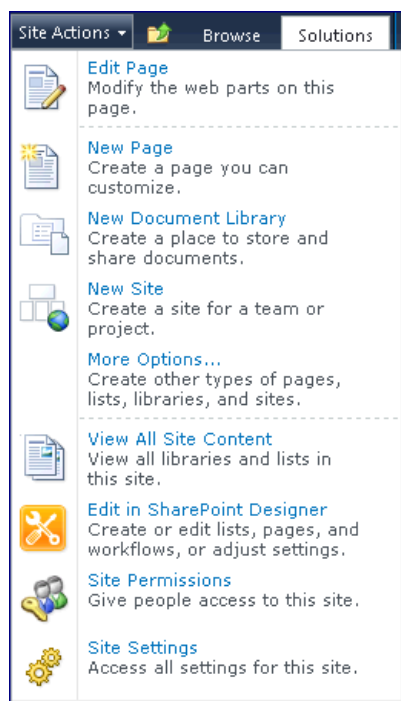 Site Actions Browse Solutions
Edit Page
Modify the web parts on this
page.
New Page
Create a page you can
customize.
New Document Library
Create a place to store and
share documents.
New Site
Create a site for a team or
project.
More Options...
Create other types of pages,
lists, libraries, and sites.
View All Site Content
View all libraries and lists in
this site.
Edit in SharePoint Designer
Create or edit lists, pages, and
workflows, or adjust settings.
Site Permissions
Give people access to this site.
Site Settings
Access all settings for this site.